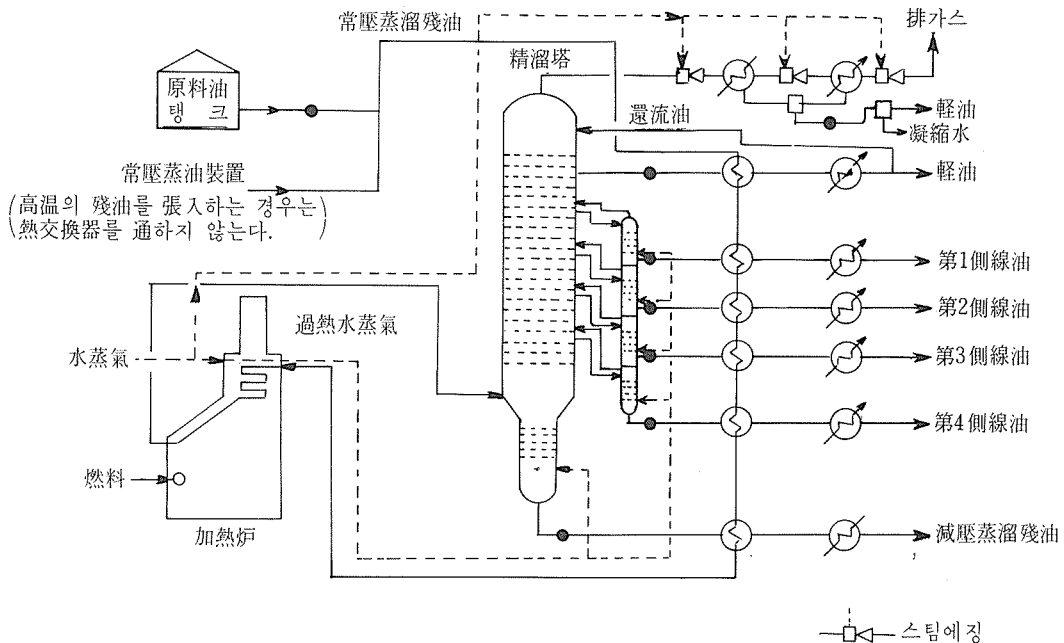 常壓蒸溜殘油
排가스
精溜塔
原料油
탱크
還流油
軽油
凝縮水
常壓蒸油裝置
軽油
(高温의 殘油를 張入하는 경우는)
(熱交換器를 通하지 않는다.
第1側線油
過熱水蒸氣
第2側線油
水蒸氣
第3側線油
第4側線油
燃料
加熱炉
減壓蒸溜殘油
스팀에징